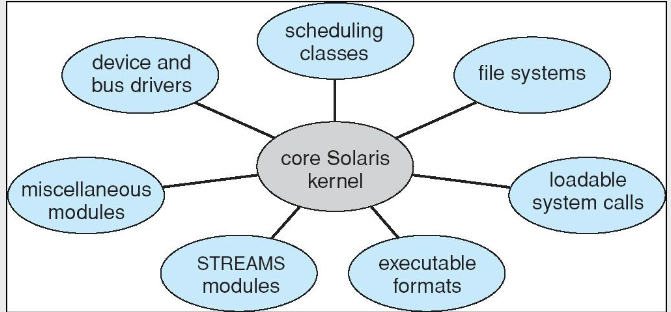 scheduling
classes
device and
bus drivers
file systems
core Solaris
kernel
miscellaneous
modules
loadable
system calls
STREAMS
modules
executable
formats